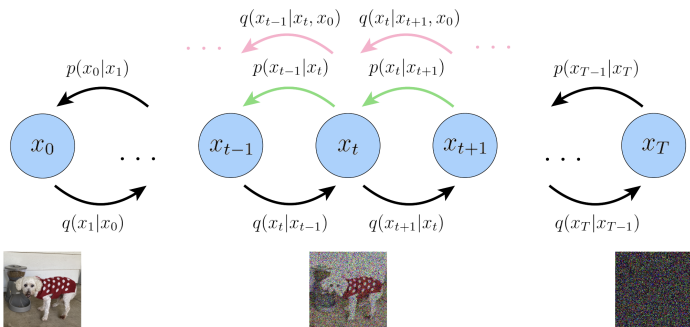 q(x_{t−1}|x_t, x_0) q(x_t|x_{t+1}, x_0)
p(x_0|x_1) p(x_{t−1}|x_t) p(x_t|x_{t+1}) p(x_{T−1}|x_T)
x_0 x_{t−1} x_t x_{t+1} x_T
q(x_1|x_0) q(x_t|x_{t−1}) q(x_{t+1}|x_t) q(x_T|x_{T−1})